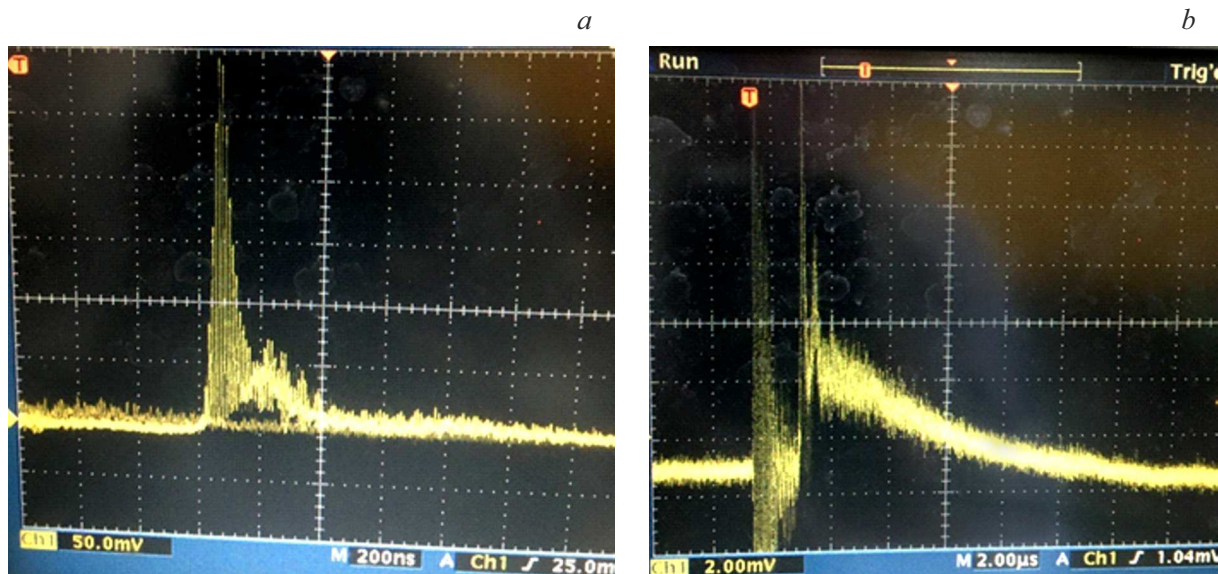 a
b
T
Run
T
Trig'd
T
Ch1 50.0mV
M 200ns A Ch1 ʃ 25.0m
Ch1 2.00mV
M 2.00µs A Ch1 ʃ 1.04mV